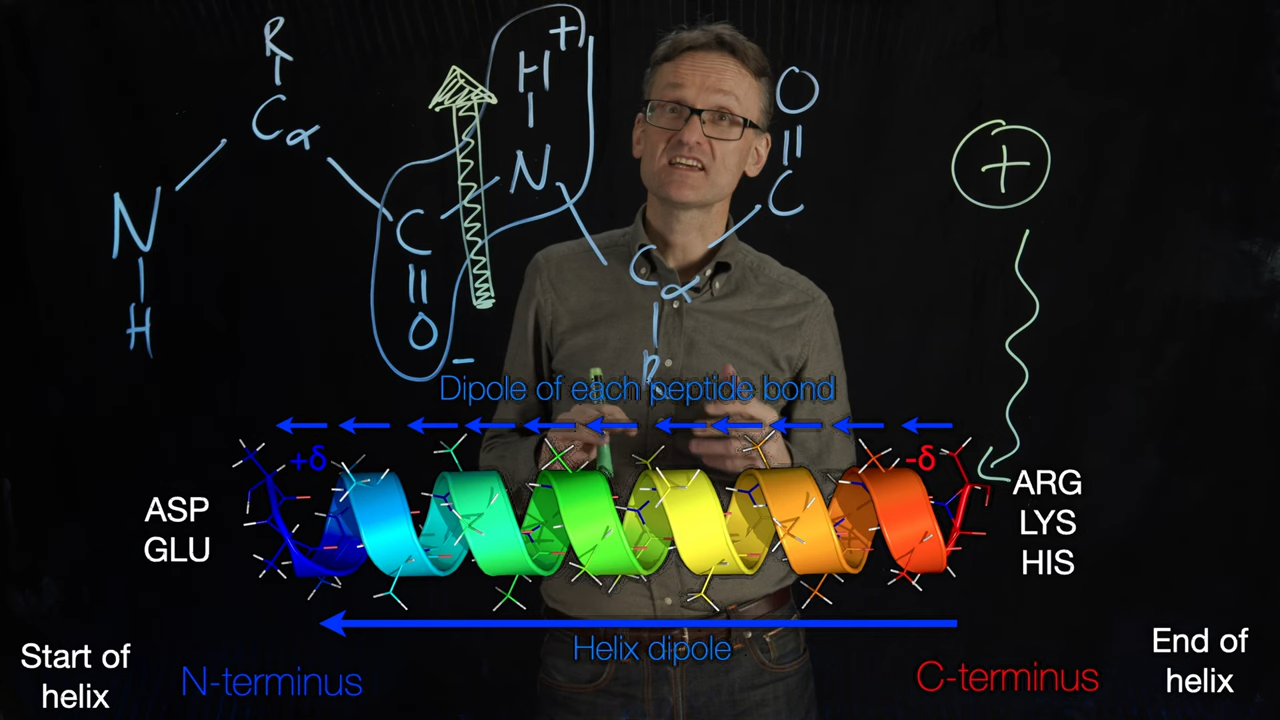 R
Cα
N
H
C
O
−
H
+
N
Cα
R
C
O
+
Dipole of each peptide bond
+δ
-δ
ASP
GLU
ARG
LYS
HIS
Helix dipole
Start of
helix
N-terminus
C-terminus
End of
helix